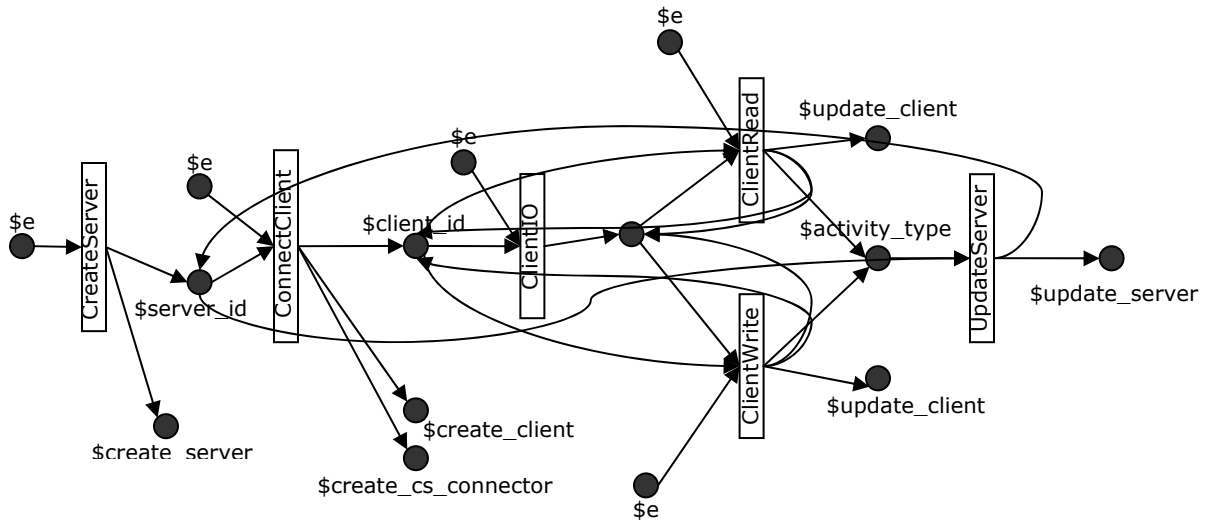 $e
$update_client
ClientRead
$e
$e
CreateServer
ConnectClient
$client_id
ClientIO
$activity_type
UpdateServer
$e
$server_id
$update_server
ClientWrite
$update_client
$create_client
$create_server
$create_cs_connector
$e